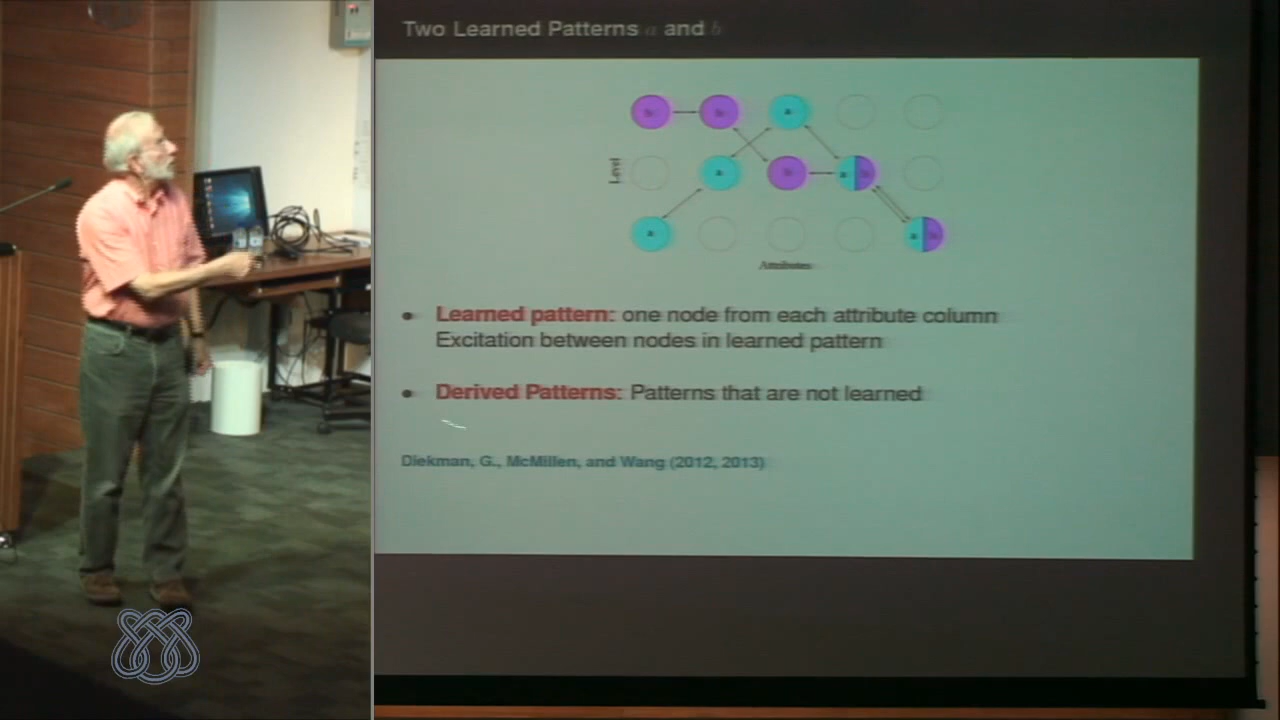 Two Learned Patterns a and b
b b a
Level
a b a b
a a b
Attributes
• Learned pattern: one node from each attribute column
Excitation between nodes in learned pattern
• Derived Patterns: Patterns that are not learned
Diekman, G., McMillen, and Wang (2012, 2013)